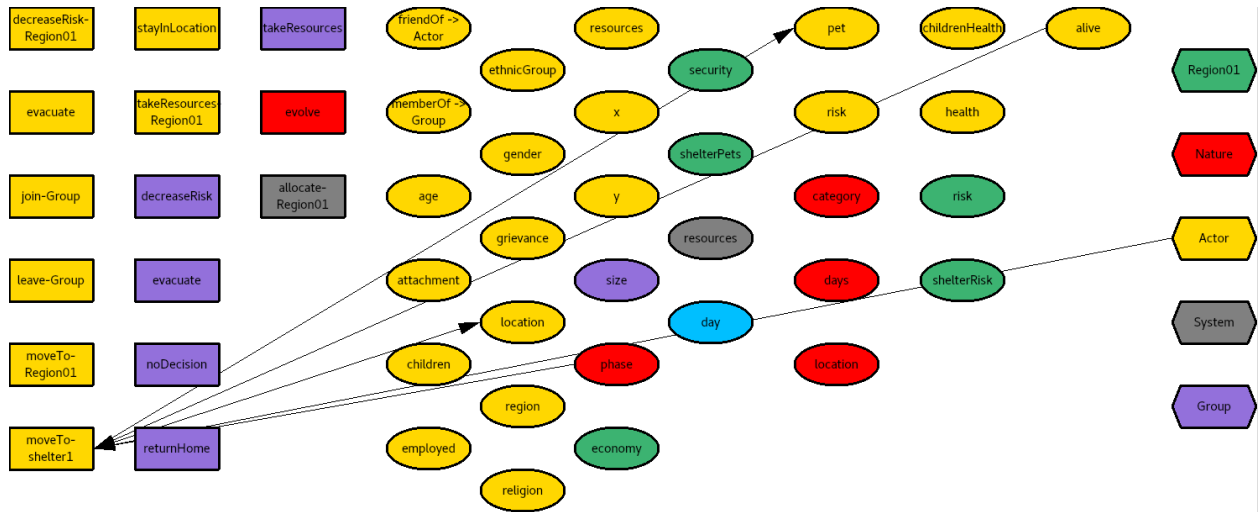 decreaseRisk-
Region01
stayInLocation
takeResources
friendOf ->
Actor
resources
pet
childrenHealth
alive
ethnicGroup
security
Region01
evacuate
takeResources-
Region01
evolve
memberOf ->
Group
x
risk
health
gender
shelterPets
Nature
join-Group
decreaseRisk
allocate-
Region01
age
y
category
risk
grievance
resources
Actor
leave-Group
evacuate
attachment
size
days
shelterRisk
location
day
System
moveTo-
Region01
noDecision
children
phase
location
region
Group
moveTo-
shelter1
returnHome
employed
economy
religion